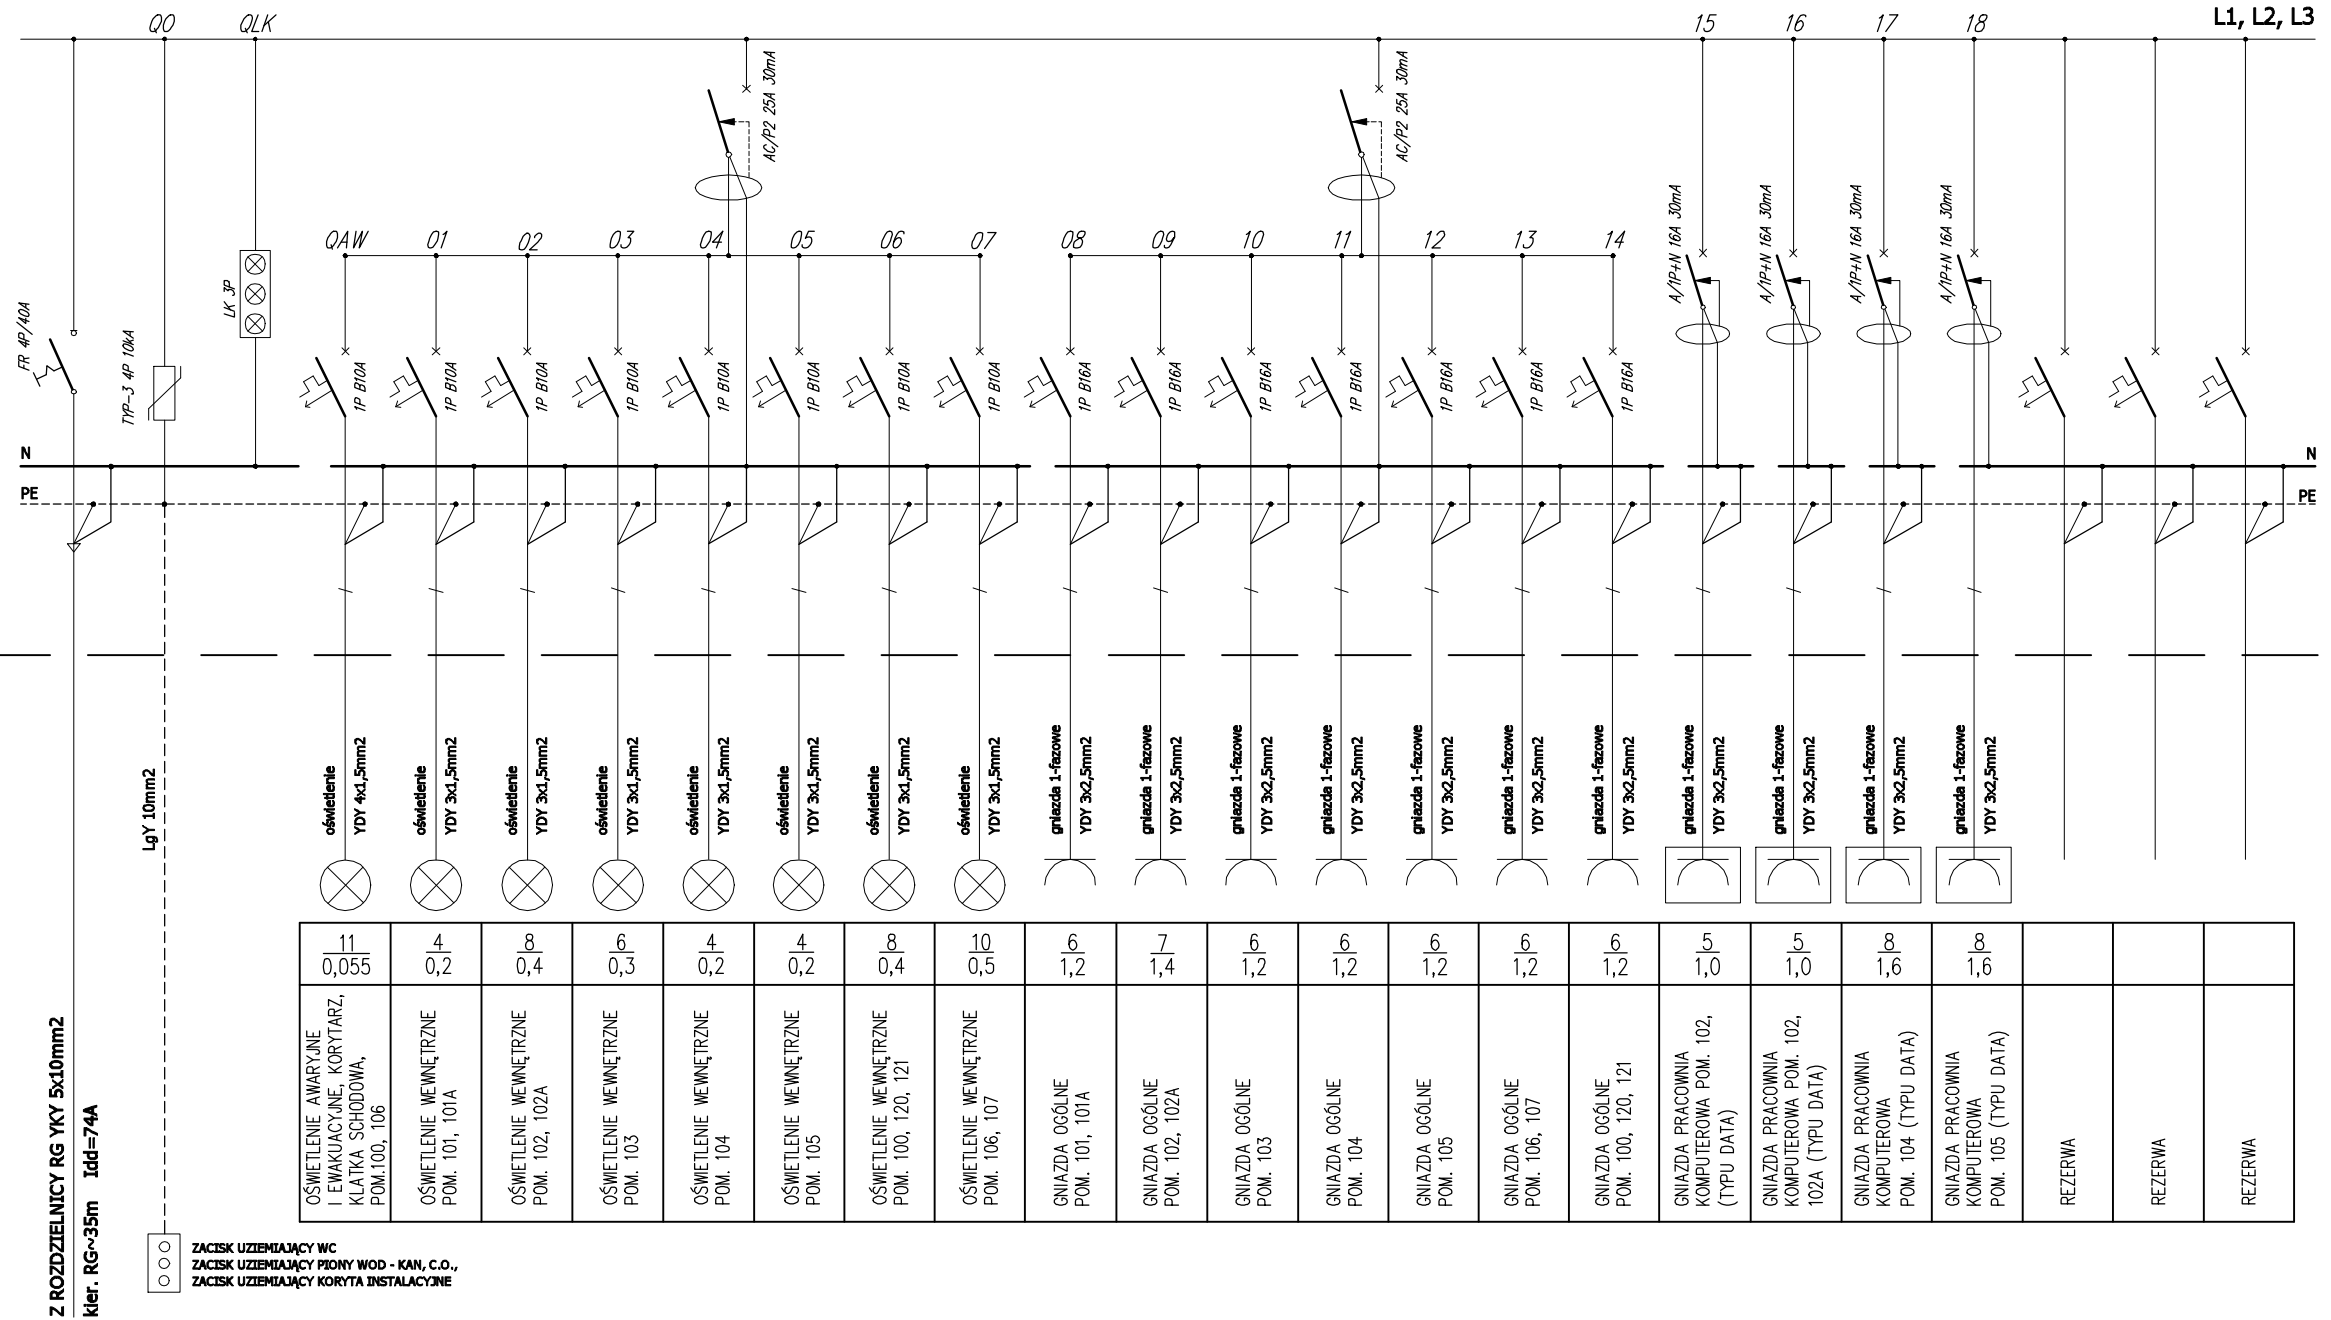 QO QLK 15 16 17 18 L1, L2, L3
AC/P2 25A 30mA
AC/P2 25A 30mA
A/1P+N 16A 30mA
A/1P+N 16A 30mA
A/1P+N 16A 30mA
A/1P+N 16A 30mA
QAW 01 02 03 04 05 06 07 08 09 10 11 12 13 14
FR 4P/40A
TYP-3 4P 10kA
LK 3P
1P B10A
1P B10A
1P B10A
1P B10A
1P B10A
1P B10A
1P B10A
1P B10A
1P B16A
1P B16A
1P B16A
1P B16A
1P B16A
1P B16A
1P B16A
N N
PE PE
LgY 10mm2
oświetlenie
YDY 4x1,5mm2
oświetlenie
YDY 3x1,5mm2
oświetlenie
YDY 3x1,5mm2
oświetlenie
YDY 3x1,5mm2
oświetlenie
YDY 3x1,5mm2
oświetlenie
YDY 3x1,5mm2
oświetlenie
YDY 3x1,5mm2
oświetlenie
YDY 3x1,5mm2
gniazda 1-fazowe
YDY 3x2,5mm2
gniazda 1-fazowe
YDY 3x2,5mm2
gniazda 1-fazowe
YDY 3x2,5mm2
gniazda 1-fazowe
YDY 3x2,5mm2
gniazda 1-fazowe
YDY 3x2,5mm2
gniazda 1-fazowe
YDY 3x2,5mm2
gniazda 1-fazowe
YDY 3x2,5mm2
gniazda 1-fazowe
YDY 3x2,5mm2
gniazda 1-fazowe
YDY 3x2,5mm2
gniazda 1-fazowe
YDY 3x2,5mm2
gniazda 1-fazowe
YDY 3x2,5mm2
11 4 8 6 4 4 8 10 6 7 6 6 6 6 6 5 5 8 8
0,055 0,2 0,4 0,3 0,2 0,2 0,4 0,5 1,2 1,4 1,2 1,2 1,2 1,2 1,2 1,0 1,0 1,6 1,6
OŚWIETLENIE AWARYJNE
I EWAKUACYJNE, KORYTARZ,
KLATKA SCHODOWA,
POM.100, 106
OŚWIETLENIE WEWNĘTRZNE
POM. 101, 101A
OŚWIETLENIE WEWNĘTRZNE
POM. 102, 102A
OŚWIETLENIE WEWNĘTRZNE
POM. 103
OŚWIETLENIE WEWNĘTRZNE
POM. 104
OŚWIETLENIE WEWNĘTRZNE
POM. 105
OŚWIETLENIE WEWNĘTRZNE
POM. 100, 120, 121
OŚWIETLENIE WEWNĘTRZNE
POM. 106, 107
GNIAZDA OGÓLNE
POM. 101, 101A
GNIAZDA OGÓLNE
POM. 102, 102A
GNIAZDA OGÓLNE
POM. 103
GNIAZDA OGÓLNE
POM. 104
GNIAZDA OGÓLNE
POM. 105
GNIAZDA OGÓLNE
POM. 106, 107
GNIAZDA OGÓLNE
POM. 100, 120, 121
GNIAZDA PRACOWNIA
KOMPUTEROWA POM. 102,
(TYPU DATA)
GNIAZDA PRACOWNIA
KOMPUTEROWA POM. 102,
102A (TYPU DATA)
GNIAZDA PRACOWNIA
KOMPUTEROWA
POM. 104 (TYPU DATA)
GNIAZDA PRACOWNIA
KOMPUTEROWA
POM. 105 (TYPU DATA)
REZERWA
REZERWA
REZERWA
Z ROZDZIELNICY RG YKY 5x10mm2
kier. RG~35m Idd=74A
ZACISK UZIEMIAJĄCY WC
ZACISK UZIEMIAJĄCY PIONY WOD - KAN, C.O.,
ZACISK UZIEMIAJĄCY KORYTA INSTALACYJNE